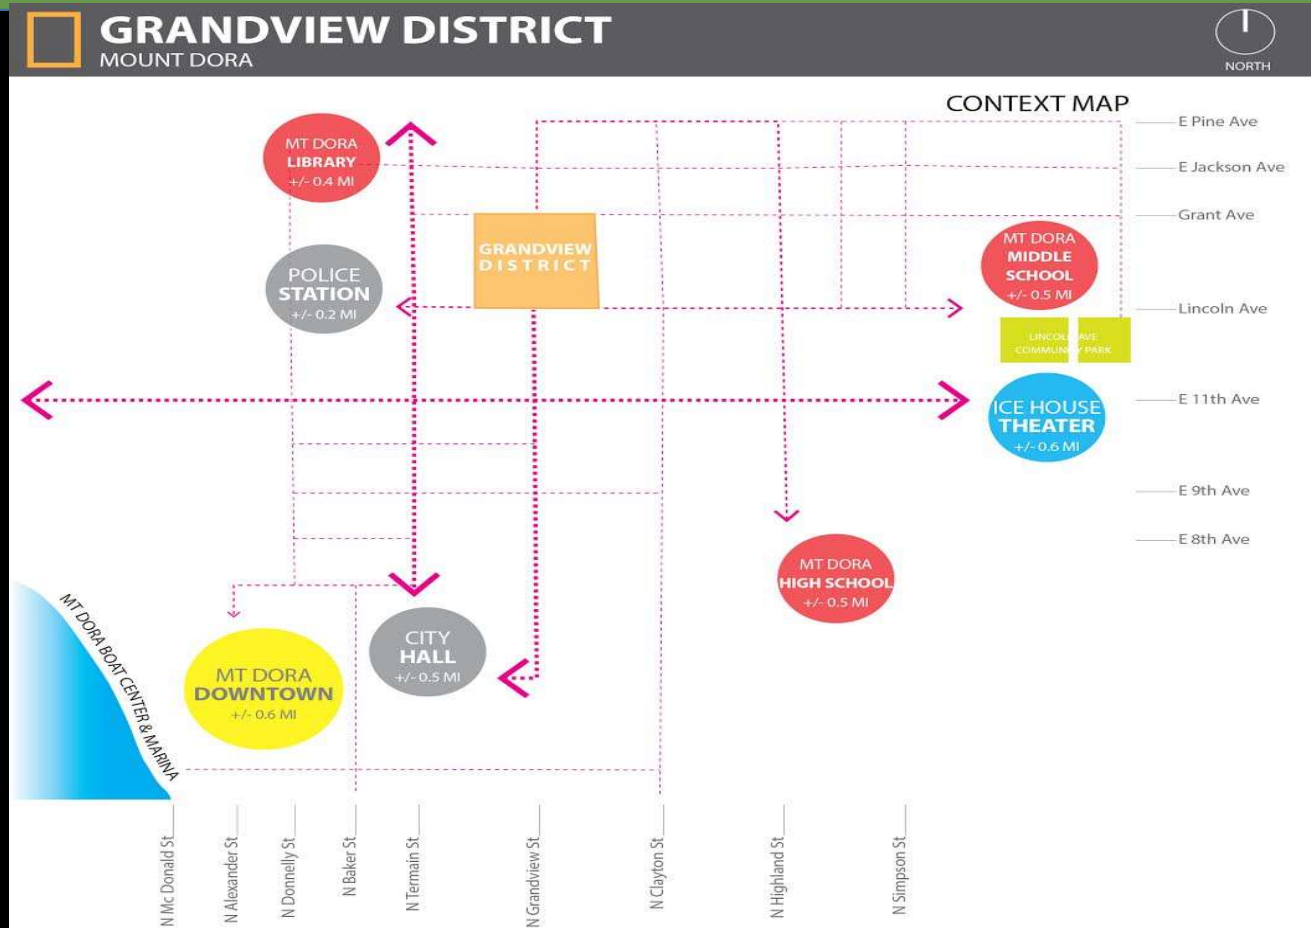 GRANDVIEW DISTRICT
MOUNT DORA
NORTH
CONTEXT MAP
E Pine Ave
E Jackson Ave
Grant Ave
Lincoln Ave
E 11th Ave
E 9th Ave
E 8th Ave
MT DORA
LIBRARY
+/- 0.4 MI
POLICE
STATION
+/- 0.2 MI
GRANDVIEW
DISTRICT
MT DORA
MIDDLE
SCHOOL
+/- 0.5 MI
LINCOLN AVE
COMMUNITY PARK
ICE HOUSE
THEATER
+/- 0.6 MI
MT DORA
HIGH SCHOOL
+/- 0.5 MI
CITY
HALL
+/- 0.5 MI
MT DORA
DOWNTOWN
+/- 0.6 MI
MT DORA BOAT CENTER & MARINA
N Mc Donald St
N Alexander St
N Donnelly St
N Baker St
N Termain St
N Grandview St
N Clayton St
N Highland St
N Simpson St